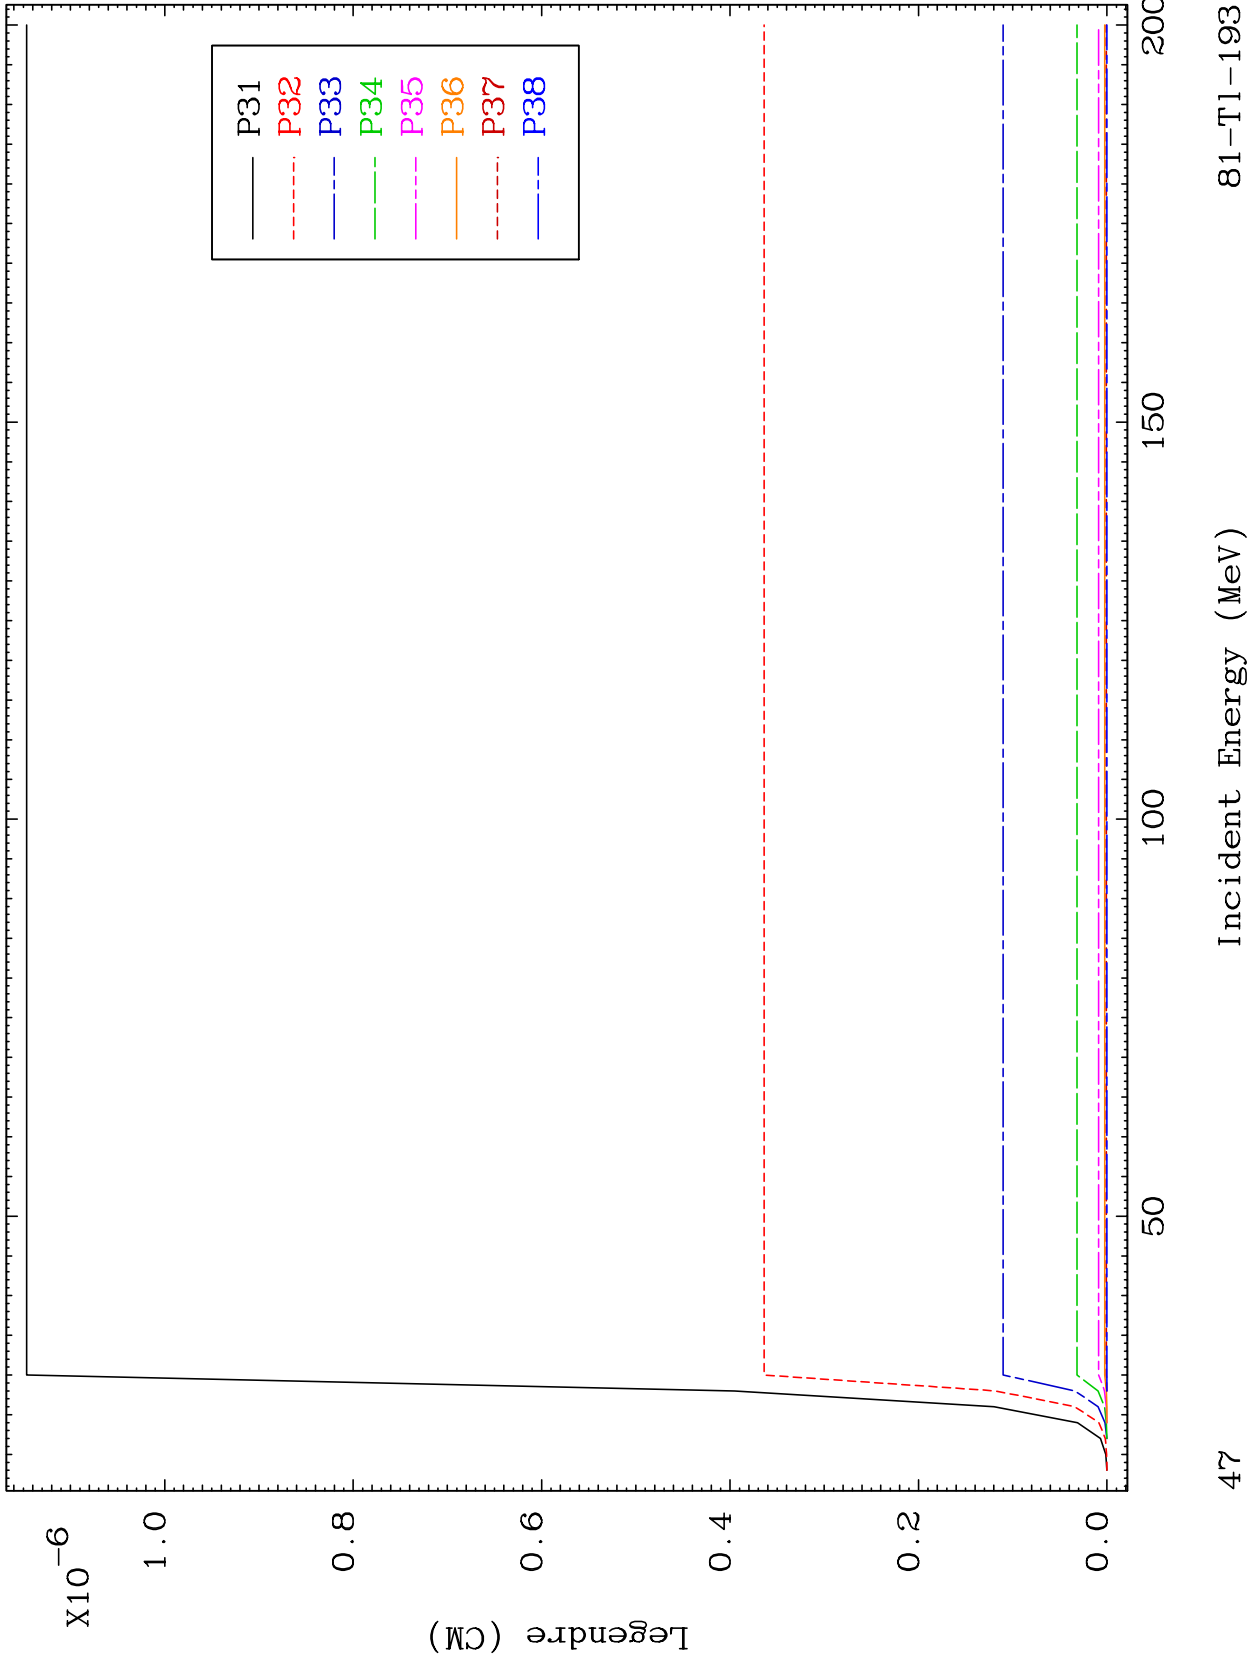 X10-6
1.0
0.8
0.6
0.4
0.2
0.0
Legendre (CM)
P31
P32
P33
P34
P35
P36
P37
P38
50
100
150
200
47
Incident Energy (MeV)
81-Tl-193